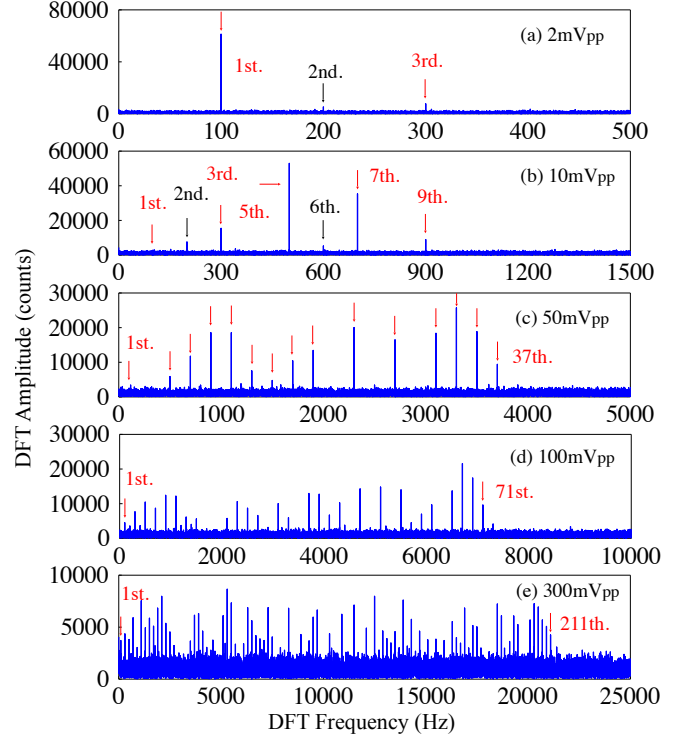 DFT Amplitude (counts)
80000
40000
0
(a) 2mVpp
1st.
2nd.
3rd.
0 100 200 300 400 500
60000
40000
20000
0
(b) 10mVpp
1st.
2nd.
3rd.
5th.
6th.
7th.
9th.
0 300 600 900 1200 1500
30000
20000
10000
0
(c) 50mVpp
1st.
37th.
0 1000 2000 3000 4000 5000
30000
20000
10000
0
(d) 100mVpp
1st.
71st.
0 2000 4000 6000 8000 10000
10000
5000
0
(e) 300mVpp
1st.
211th.
0 5000 10000 15000 20000 25000
DFT Frequency (Hz)